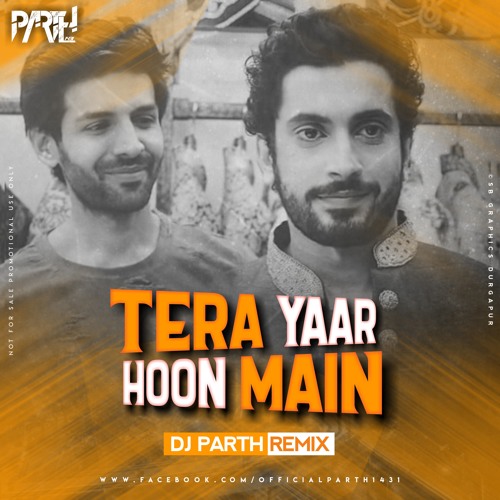 PARTH
NOT FOR SALE PROMOTIONAL USE ONLY
CSB GRAPHICS DURGAPUR
TERA YAAR
HOON MAIN
DJ PARTH REMIX
WWW.FACEBOOK.COM/OFFICIALPARTH1431